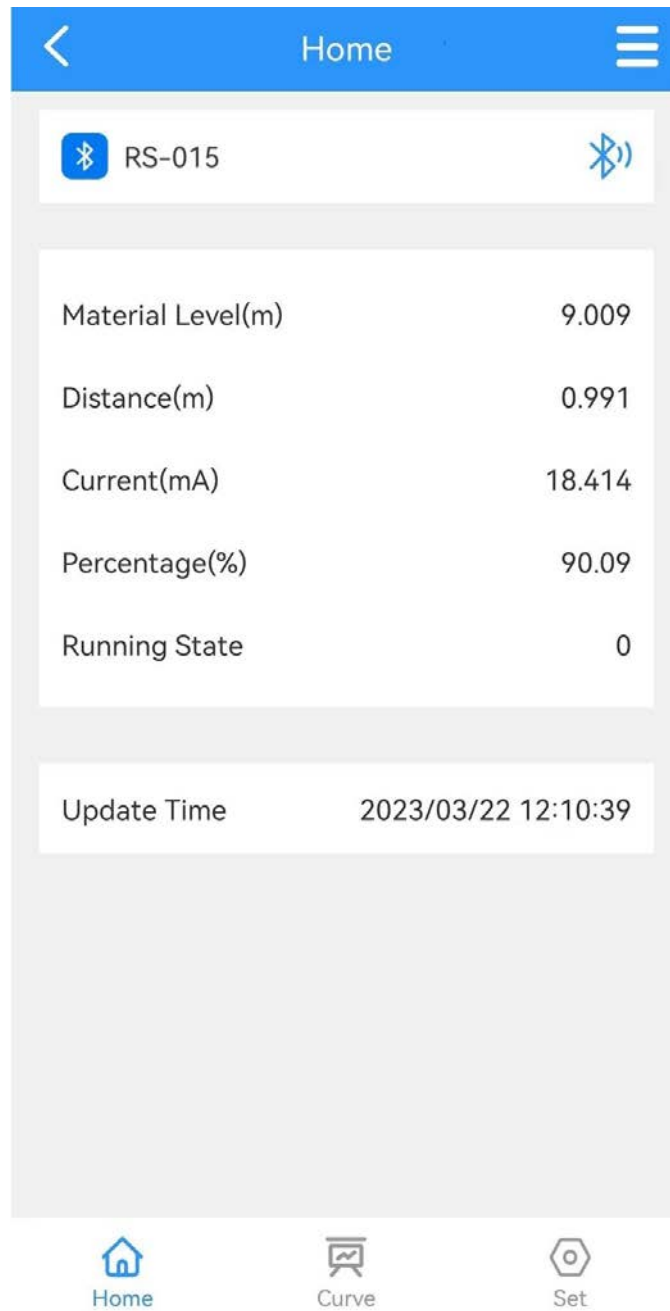 Home
RS-015
Material Level(m) 9.009
Distance(m) 0.991
Current(mA) 18.414
Percentage(%) 90.09
Running State 0
Update Time 2023/03/22 12:10:39
Home Curve Set